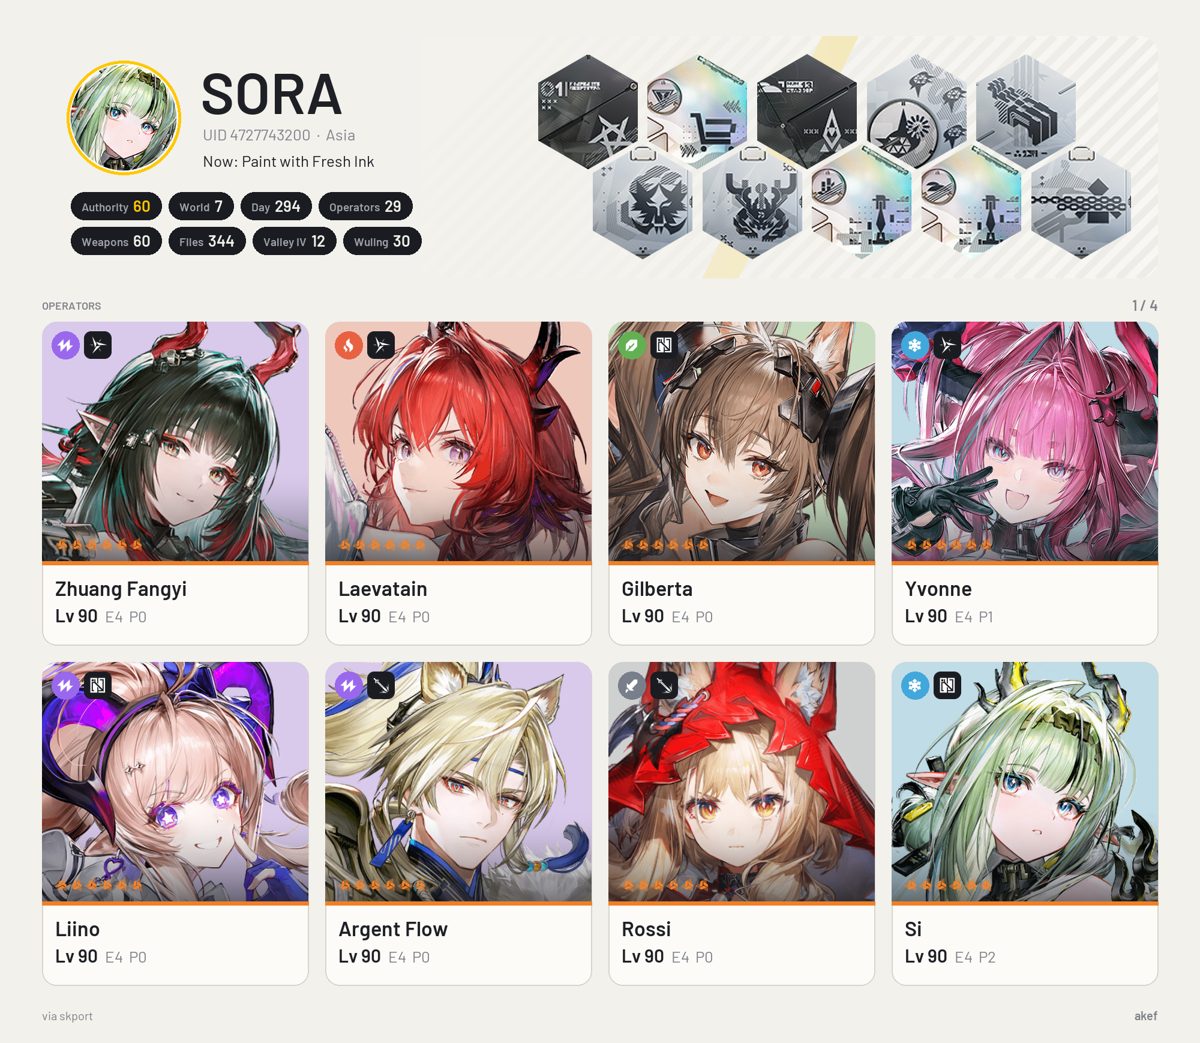 SORA
UID 4727743200 · Asia
Now: Paint with Fresh Ink
Authority 60 World 7 Day 294 Operators 29
Weapons 60 Files 344 Valley IV 12 Wuling 30
01
OPERATORS
1 / 4
Zhuang Fangyi
Lv 90 E4 P0
Laevatain
Lv 90 E4 P0
Gilberta
Lv 90 E4 P0
Yvonne
Lv 90 E4 P1
Liino
Lv 90 E4 P0
Argent Flow
Lv 90 E4 P0
Rossi
Lv 90 E4 P0
Si
Lv 90 E4 P2
via skport
akef